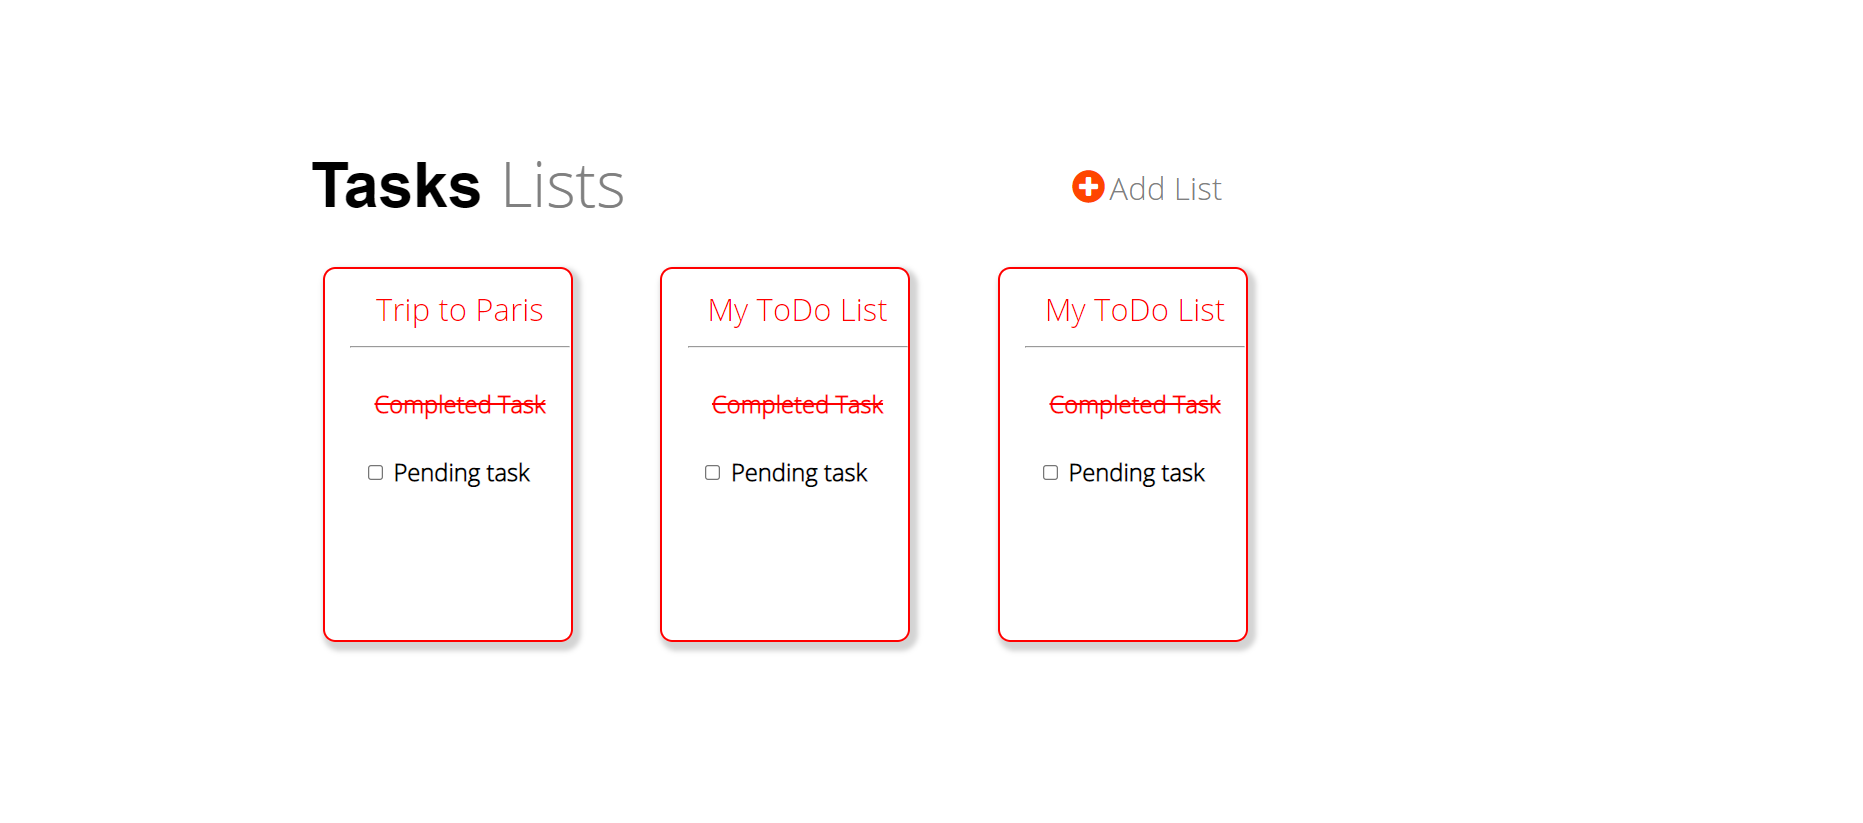 Tasks Lists
Add List
Trip to Paris
Completed Task
Pending task
My ToDo List
Completed Task
Pending task
My ToDo List
Completed Task
Pending task